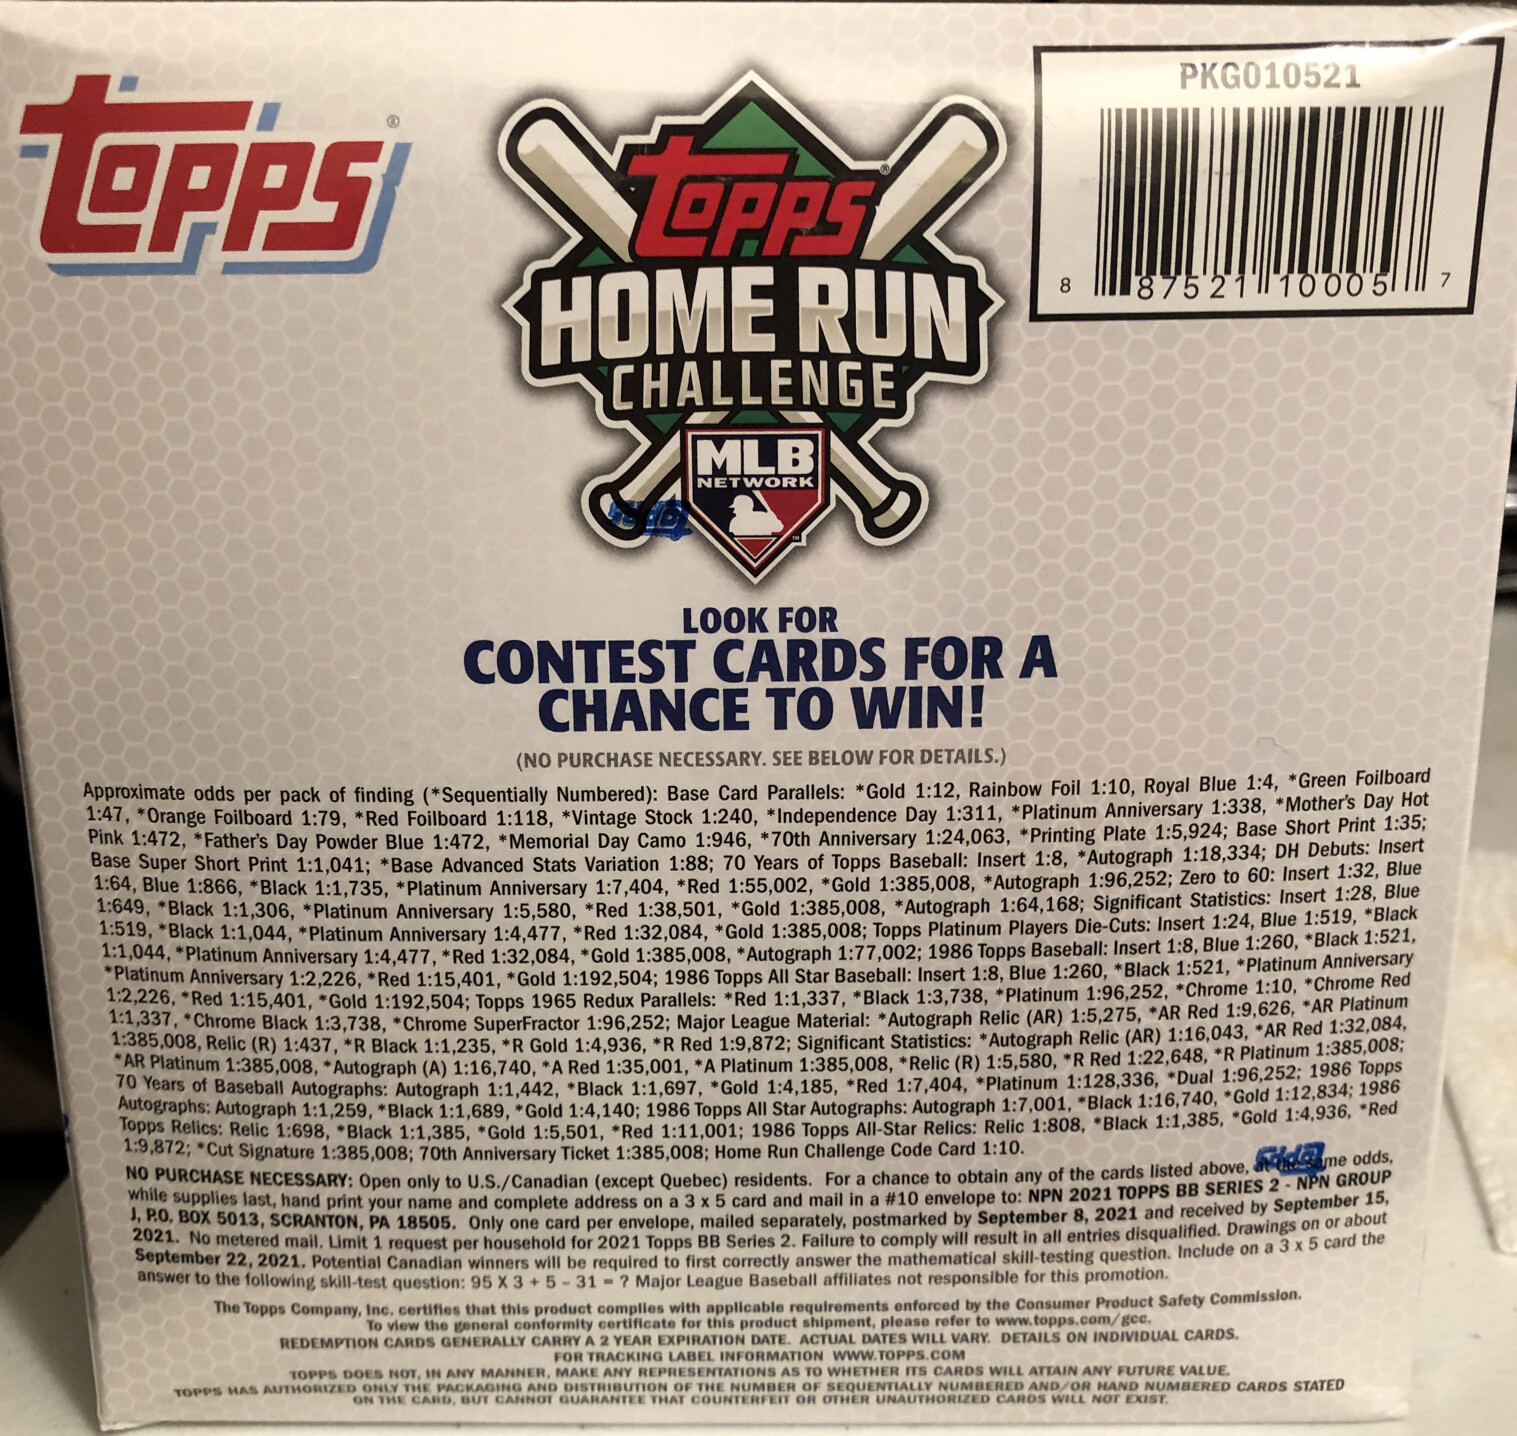 PKG010521
TOPPS ®
TOPPS ®
HOME RUN
CHALLENGE
MLB
NETWORK
™
8 87521 10005 7
LOOK FOR
CONTEST CARDS FOR A
CHANCE TO WIN!
(NO PURCHASE NECESSARY. SEE BELOW FOR DETAILS.)
Approximate odds per pack of finding (*Sequentially Numbered): Base Card Parallels: *Gold 1:12, Rainbow Foil 1:10, Royal Blue 1:4, *Green Foilboard
1:47, *Orange Foilboard 1:79, *Red Foilboard 1:118, *Vintage Stock 1:240, *Independence Day 1:311, *Platinum Anniversary 1:338, *Mother's Day Hot
Pink 1:472, *Father's Day Powder Blue 1:472, *Memorial Day Camo 1:946, *70th Anniversary 1:24,063, *Printing Plate 1:5,924; Base Short Print 1:35;
Base Super Short Print 1:1,041; *Base Advanced Stats Variation 1:88; 70 Years of Topps Baseball: Insert 1:8, *Autograph 1:18,334; DH Debuts: Insert
1:64, Blue 1:866, *Black 1:1,735, *Platinum Anniversary 1:7,404, *Red 1:55,002, *Gold 1:385,008, *Autograph 1:96,252; Zero to 60: Insert 1:32, Blue
1:649, *Black 1:1,306, *Platinum Anniversary 1:5,580, *Red 1:38,501, *Gold 1:385,008, *Autograph 1:64,168; Significant Statistics: Insert 1:28, Blue
1:519, *Black 1:1,044, *Platinum Anniversary 1:4,477, *Red 1:32,084, *Gold 1:385,008; Topps Platinum Players Die-Cuts: Insert 1:24, Blue 1:519, *Black
1:1,044, *Platinum Anniversary 1:4,477, *Red 1:32,084, *Gold 1:385,008, *Autograph 1:77,002; 1986 Topps Baseball: Insert 1:8, Blue 1:260, *Black 1:521,
*Platinum Anniversary 1:2,226, *Red 1:15,401, *Gold 1:192,504; 1986 Topps All Star Baseball: Insert 1:8, Blue 1:260, *Black 1:521, *Platinum Anniversary
1:2,226, *Red 1:15,401, *Gold 1:192,504; Topps 1965 Redux Parallels: *Red 1:1,337, *Black 1:3,738, *Platinum 1:96,252, *Chrome 1:10, *Chrome Red
1:1,337, *Chrome Black 1:3,738, *Chrome SuperFractor 1:96,252; Major League Material: *Autograph Relic (AR) 1:5,275, *AR Red 1:9,626, *AR Platinum
1:385,008, Relic (R) 1:437, *R Black 1:1,235, *R Gold 1:4,936, *R Red 1:9,872; Significant Statistics: *Autograph Relic (AR) 1:16,043, *AR Red 1:32,084,
*AR Platinum 1:385,008, *Autograph (A) 1:16,740, *A Red 1:35,001, *A Platinum 1:385,008, *Relic (R) 1:5,580, *R Red 1:22,648, *R Platinum 1:385,008;
70 Years of Baseball Autographs: Autograph 1:1,442, *Black 1:1,697, *Gold 1:4,185, *Red 1:7,404, *Platinum 1:128,336, *Dual 1:96,252; 1986 Topps
Autographs: Autograph 1:1,259, *Black 1:1,689, *Gold 1:4,140; 1986 Topps All Star Autographs: Autograph 1:7,001, *Black 1:16,740, *Gold 1:12,834; 1986
Topps Relics: Relic 1:698, *Black 1:1,385, *Gold 1:5,501, *Red 1:11,001; 1986 Topps All-Star Relics: Relic 1:808, *Black 1:1,385, *Gold 1:4,936, *Red
1:9,872; *Cut Signature 1:385,008; 70th Anniversary Ticket 1:385,008; Home Run Challenge Code Card 1:10.
NO PURCHASE NECESSARY: Open only to U.S./Canadian (except Quebec) residents. For a chance to obtain any of the cards listed above, at the same odds,
while supplies last, hand print your name and complete address on a 3 x 5 card and mail in a #10 envelope to: NPN 2021 TOPPS BB SERIES 2 - NPN GROUP
J, P.O. BOX 5013, SCRANTON, PA 18505. Only one card per envelope, mailed separately, postmarked by September 8, 2021 and received by September 15,
2021. No metered mail. Limit 1 request per household for 2021 Topps BB Series 2. Failure to comply will result in all entries disqualified. Drawings on or about
September 22, 2021. Potential Canadian winners will be required to first correctly answer the mathematical skill-testing question. Include on a 3 x 5 card the
answer to the following skill-test question: 95 X 3 + 5 - 31 = ? Major League Baseball affiliates not responsible for this promotion.
The Topps Company, Inc. certifies that this product complies with applicable requirements enforced by the Consumer Product Safety Commission.
To view the general conformity certificate for this product shipment, please refer to www.topps.com/gcc.
REDEMPTION CARDS GENERALLY CARRY A 2 YEAR EXPIRATION DATE. ACTUAL DATES WILL VARY. DETAILS ON INDIVIDUAL CARDS.
FOR TRACKING LABEL INFORMATION WWW.TOPPS.COM
TOPPS DOES NOT, IN ANY MANNER, MAKE ANY REPRESENTATIONS AS TO WHETHER ITS CARDS WILL ATTAIN ANY FUTURE VALUE.
TOPPS HAS AUTHORIZED ONLY THE PACKAGING AND DISTRIBUTION OF THE NUMBER OF SEQUENTIALLY NUMBERED AND/OR HAND NUMBERED CARDS STATED
ON THE CARD, BUT CANNOT GUARANTEE THAT COUNTERFEIT OR OTHER UNAUTHORIZED CARDS WILL NOT EXIST.